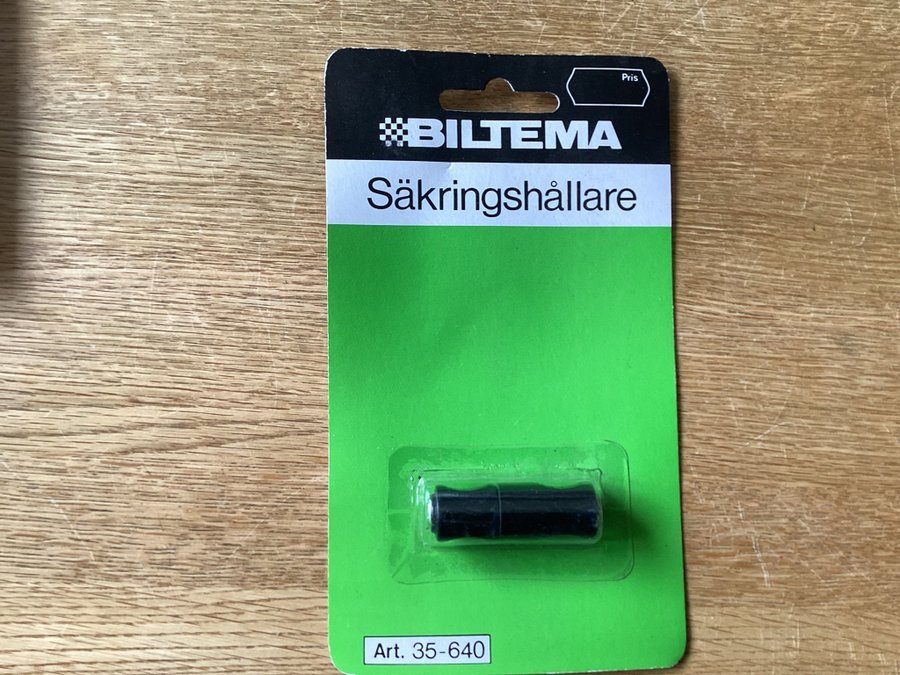 Pris
BILTEMA
Säkringshållare
Art. 35-640